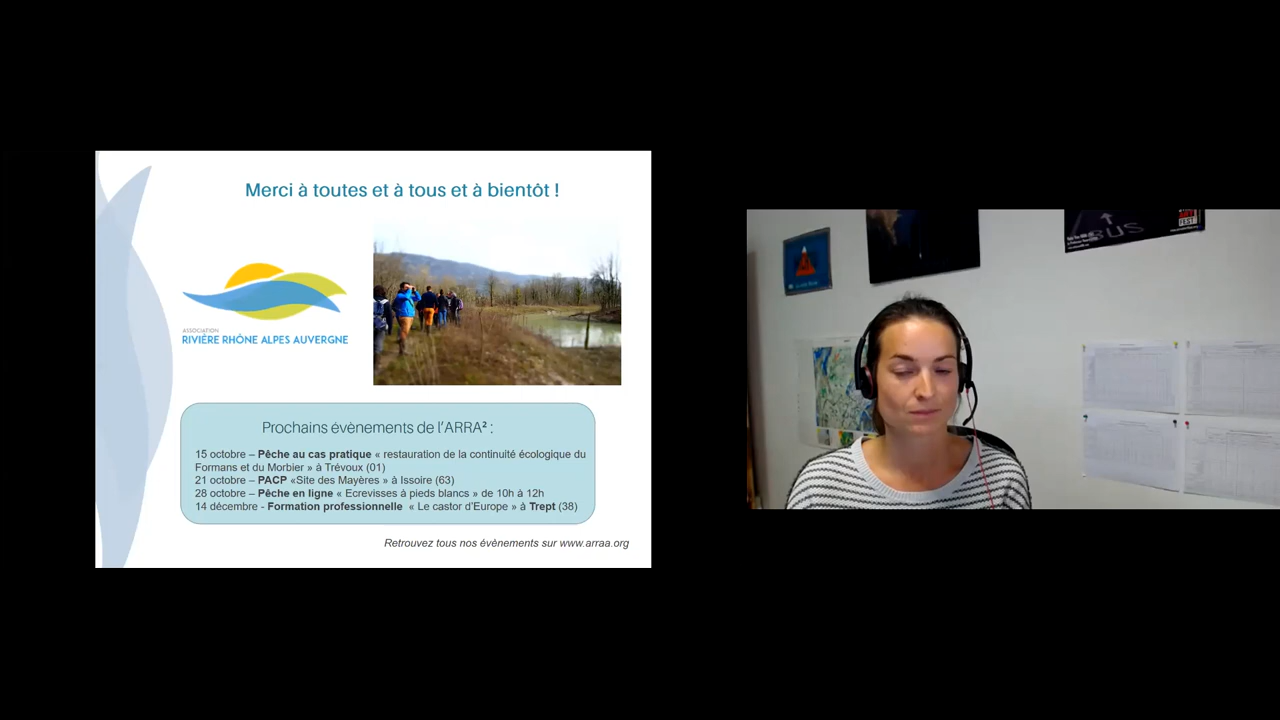 Merci à toutes et à tous et à bientôt !
ASSOCIATION
RIVIÈRE RHÔNE ALPES AUVERGNE
Prochains évènements de l'ARRA² :
15 octobre – Pêche au cas pratique « restauration de la continuité écologique du
Formans et du Morbier » à Trévoux (01)
21 octobre – PACP «Site des Mayères » à Issoire (63)
28 octobre – Pêche en ligne « Ecrevisses à pieds blancs » de 10h à 12h
14 décembre - Formation professionnelle « Le castor d'Europe » à Trept (38)
Retrouvez tous nos évènements sur www.arraa.org
BUS
FEST